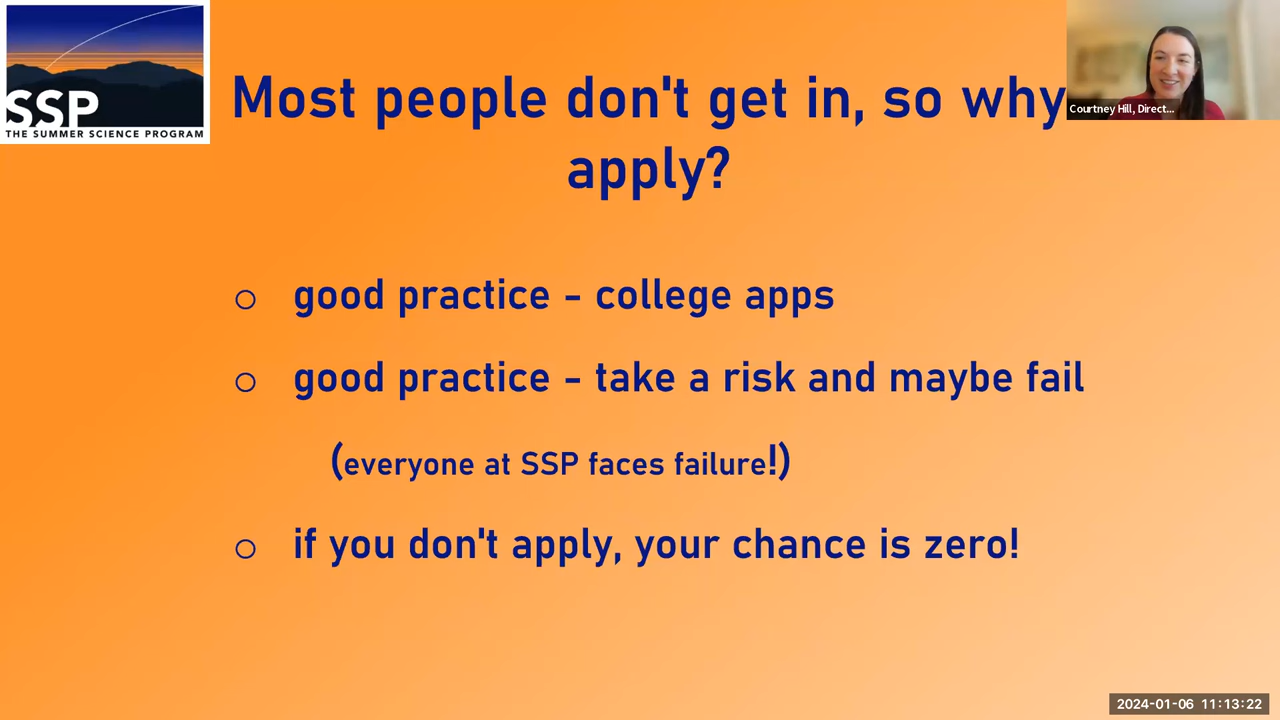 SSP
THE SUMMER SCIENCE PROGRAM
Most people don't get in, so why
apply?
Courtney Hill, Direct...
o good practice - college apps
o good practice - take a risk and maybe fail
(everyone at SSP faces failure!)
o if you don't apply, your chance is zero!
2024-01-06 11:13:22